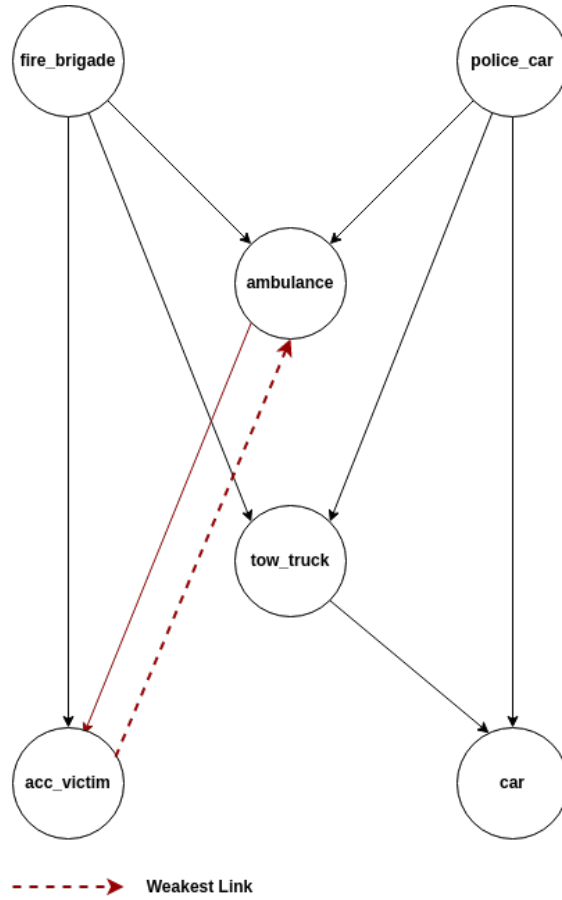 fire_brigade
police_car
ambulance
tow_truck
acc_victim
car
Weakest Link